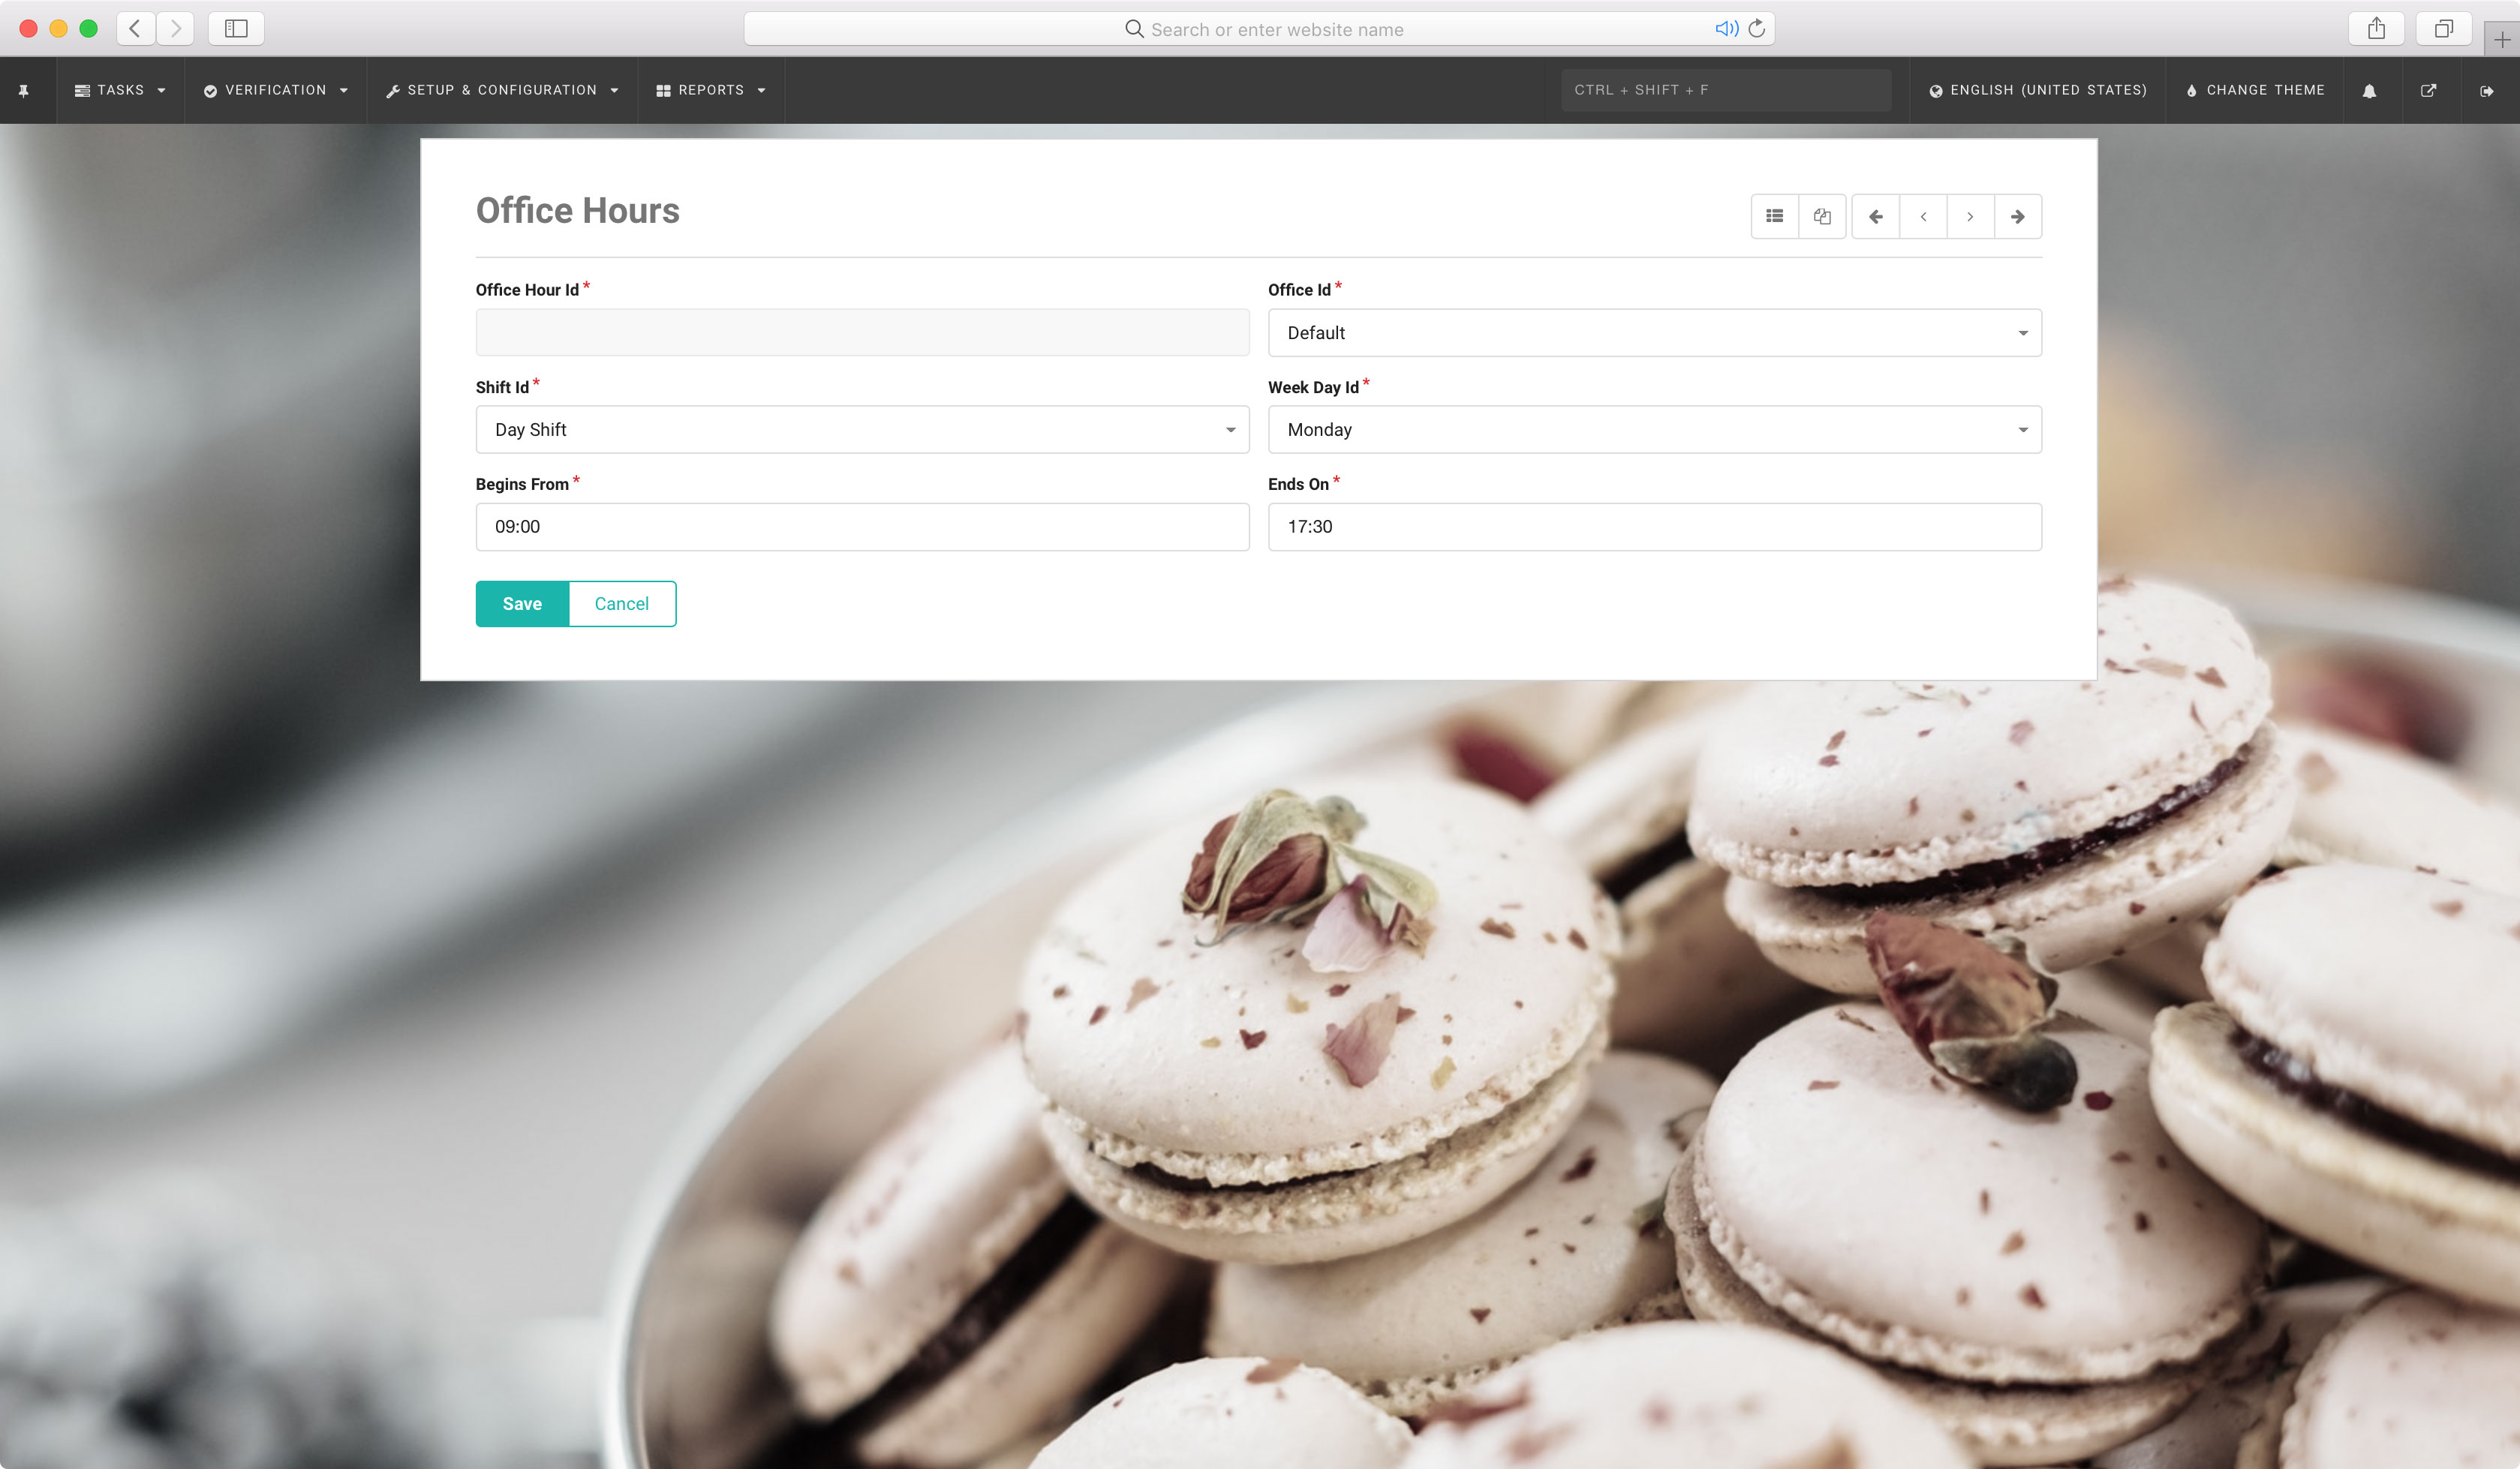 Search or enter website name
TASKS
VERIFICATION
SETUP & CONFIGURATION
REPORTS
CTRL + SHIFT + F
ENGLISH (UNITED STATES)
CHANGE THEME
Office Hours
Office Hour Id *
Office Id *
Default
Shift Id *
Week Day Id *
Day Shift
Monday
Begins From *
Ends On *
09:00
17:30
Save
Cancel